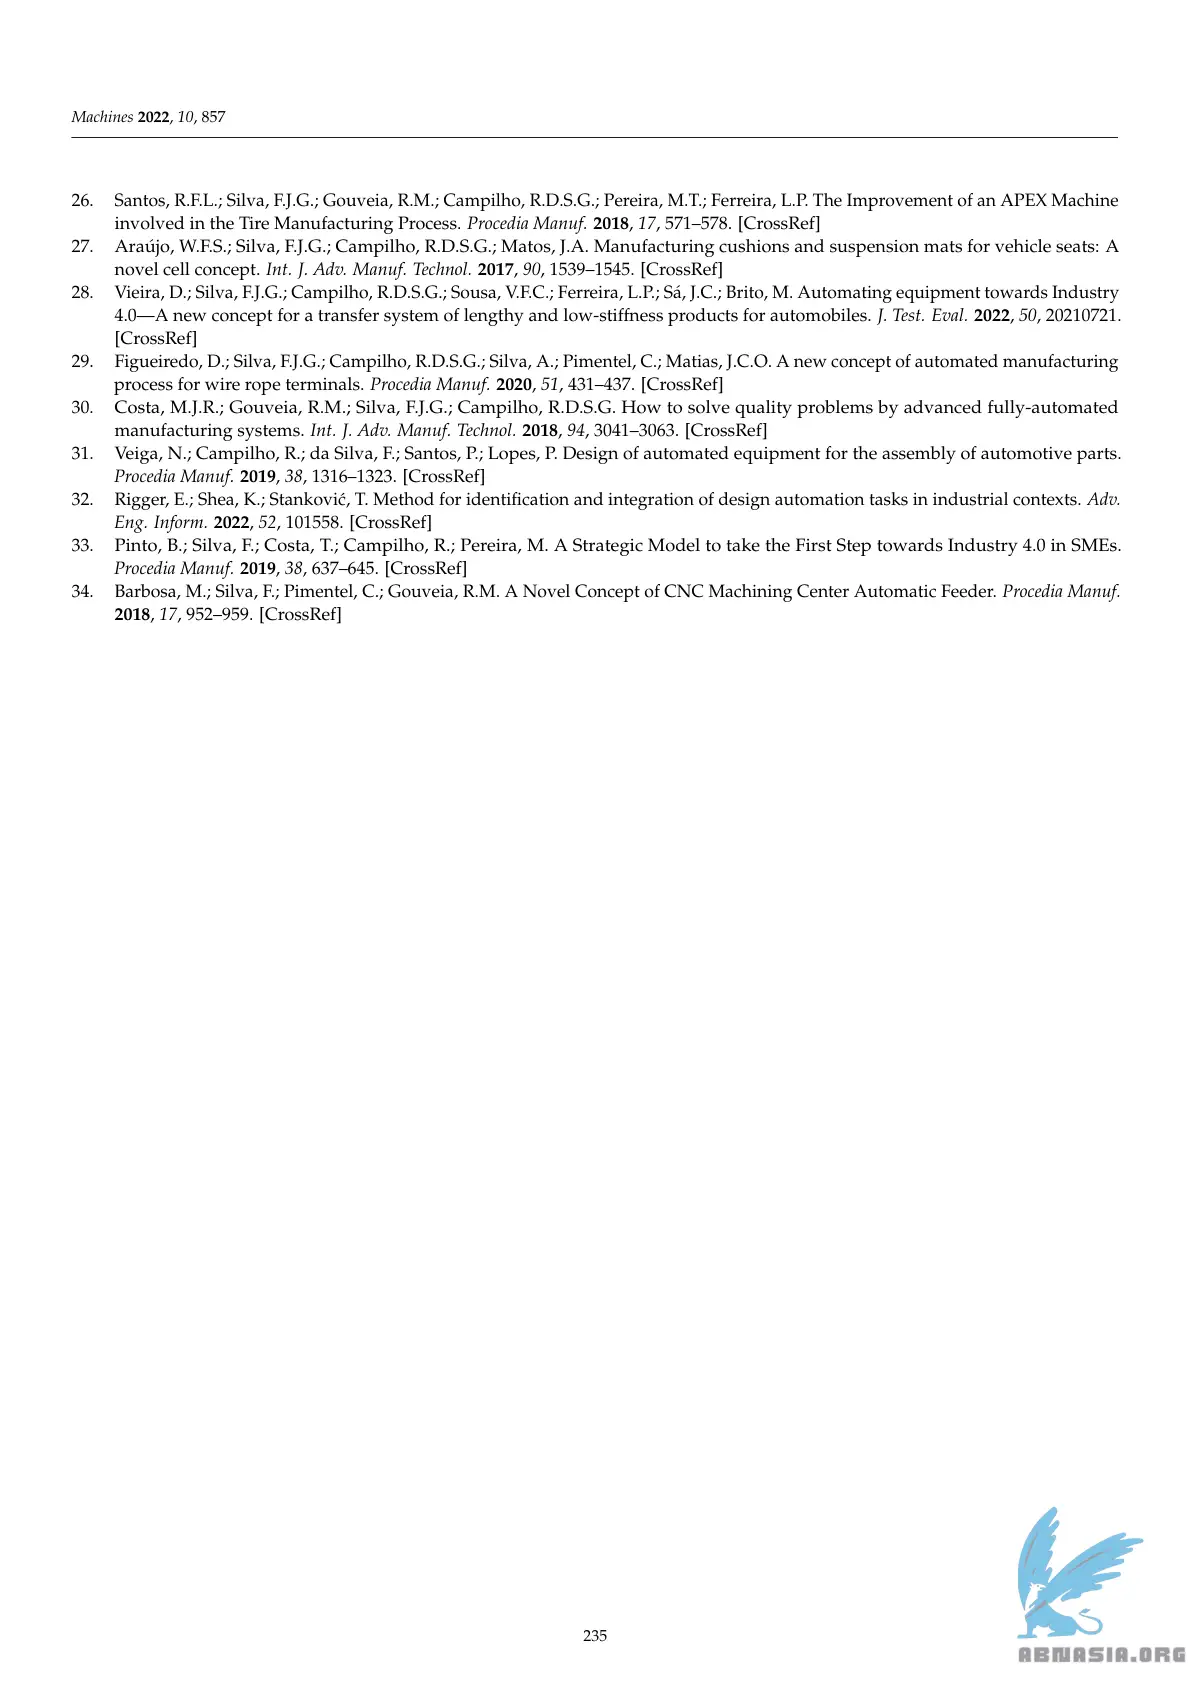 Machines 2022, 10, 857
26. Santos, R.F.L.; Silva, F.J.G.; Gouveia, R.M.; Campilho, R.D.S.G.; Pereira, M.T.; Ferreira, L.P. The Improvement of an APEX Machine
involved in the Tire Manufacturing Process. Procedia Manuf. 2018, 17, 571–578. [CrossRef]
27. Araújo, W.F.S.; Silva, F.J.G.; Campilho, R.D.S.G.; Matos, J.A. Manufacturing cushions and suspension mats for vehicle seats: A
novel cell concept. Int. J. Adv. Manuf. Technol. 2017, 90, 1539–1545. [CrossRef]
28. Vieira, D.; Silva, F.J.G.; Campilho, R.D.S.G.; Sousa, V.F.C.; Ferreira, L.P.; Sá, J.C.; Brito, M. Automating equipment towards Industry
4.0—A new concept for a transfer system of lengthy and low-stiffness products for automobiles. J. Test. Eval. 2022, 50, 20210721.
[CrossRef]
29. Figueiredo, D.; Silva, F.J.G.; Campilho, R.D.S.G.; Silva, A.; Pimentel, C.; Matias, J.C.O. A new concept of automated manufacturing
process for wire rope terminals. Procedia Manuf. 2020, 51, 431–437. [CrossRef]
30. Costa, M.J.R.; Gouveia, R.M.; Silva, F.J.G.; Campilho, R.D.S.G. How to solve quality problems by advanced fully-automated
manufacturing systems. Int. J. Adv. Manuf. Technol. 2018, 94, 3041–3063. [CrossRef]
31. Veiga, N.; Campilho, R.; da Silva, F.; Santos, P.; Lopes, P. Design of automated equipment for the assembly of automotive parts.
Procedia Manuf. 2019, 38, 1316–1323. [CrossRef]
32. Rigger, E.; Shea, K.; Stanković, T. Method for identification and integration of design automation tasks in industrial contexts. Adv.
Eng. Inform. 2022, 52, 101558. [CrossRef]
33. Pinto, B.; Silva, F.; Costa, T.; Campilho, R.; Pereira, M. A Strategic Model to take the First Step towards Industry 4.0 in SMEs.
Procedia Manuf. 2019, 38, 637–645. [CrossRef]
34. Barbosa, M.; Silva, F.; Pimentel, C.; Gouveia, R.M. A Novel Concept of CNC Machining Center Automatic Feeder. Procedia Manuf.
2018, 17, 952–959. [CrossRef]
235
ABNASIA.ORG